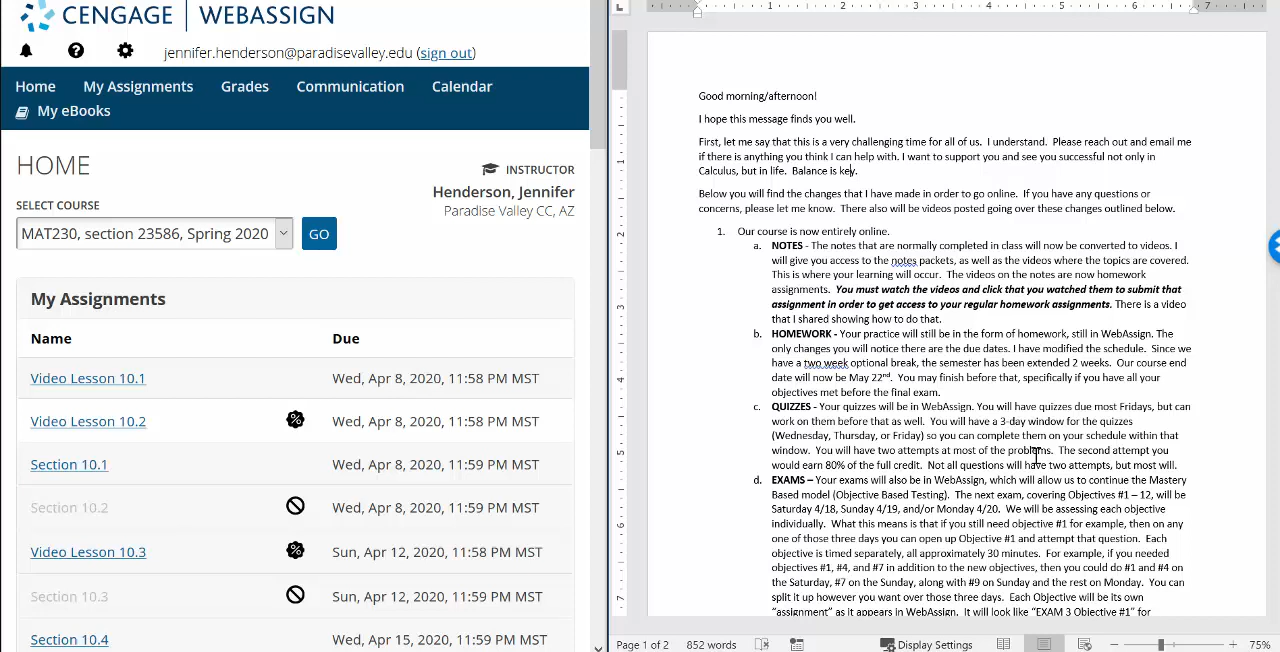 CENGAGE | WEBASSIGN
jennifer.henderson@paradisevalley.edu (sign out)
Home My Assignments Grades Communication Calendar
My eBooks
HOME
INSTRUCTOR
Henderson, Jennifer
Paradise Valley CC, AZ
SELECT COURSE
MAT230, section 23586, Spring 2020 GO
My Assignments
Name Due
Video Lesson 10.1 Wed, Apr 8, 2020, 11:58 PM MST
Video Lesson 10.2 Wed, Apr 8, 2020, 11:58 PM MST
Section 10.1 Wed, Apr 8, 2020, 11:59 PM MST
Section 10.2 Wed, Apr 8, 2020, 11:59 PM MST
Video Lesson 10.3 Sun, Apr 12, 2020, 11:58 PM MST
Section 10.3 Sun, Apr 12, 2020, 11:59 PM MST
Section 10.4 Wed, Apr 15, 2020, 11:59 PM MST
1 2 3 4 5 6 7
1
2
3
4
5
6
7
Good morning/afternoon!
I hope this message finds you well.
First, let me say that this is a very challenging time for all of us. I understand. Please reach out and email me
if there is anything you think I can help with. I want to support you and see you successful not only in
Calculus, but in life. Balance is key.
Below you will find the changes that I have made in order to go online. If you have any questions or
concerns, please let me know. There also will be videos posted going over these changes outlined below.
1. Our course is now entirely online.
a. NOTES - The notes that are normally completed in class will now be converted to videos. I
will give you access to the notes packets, as well as the videos where the topics are covered.
This is where your learning will occur. The videos on the notes are now homework
assignments. You must watch the videos and click that you watched them to submit that
assignment in order to get access to your regular homework assignments. There is a video
that I shared showing how to do that.
b. HOMEWORK - Your practice will still be in the form of homework, still in WebAssign. The
only changes you will notice there are the due dates. I have modified the schedule. Since we
have a two week optional break, the semester has been extended 2 weeks. Our course end
date will now be May 22nd. You may finish before that, specifically if you have all your
objectives met before the final exam.
c. QUIZZES - Your quizzes will be in WebAssign. You will have quizzes due most Fridays, but can
work on them before that as well. You will have a 3-day window for the quizzes
(Wednesday, Thursday, or Friday) so you can complete them on your schedule within that
window. You will have two attempts at most of the problems. The second attempt you
would earn 80% of the full credit. Not all questions will have two attempts, but most will.
d. EXAMS – Your exams will also be in WebAssign, which will allow us to continue the Mastery
Based model (Objective Based Testing). The next exam, covering Objectives #1 – 12, will be
Saturday 4/18, Sunday 4/19, and/or Monday 4/20. We will be assessing each objective
individually. What this means is that if you still need objective #1 for example, then on any
one of those three days you can open up Objective #1 and attempt that question. Each
objective is timed separately, all approximately 30 minutes. For example, if you needed
objectives #1, #4, and #7 in addition to the new objectives, then you could do #1 and #4 on
the Saturday, #7 on the Sunday, along with #9 on Sunday and the rest on Monday. You can
split it up however you want over those three days. Each Objective will be its own
"assignment" as it appears in WebAssign. It will look like "EXAM 3 Objective #1" for
Page 1 of 2 852 words Display Settings 75%